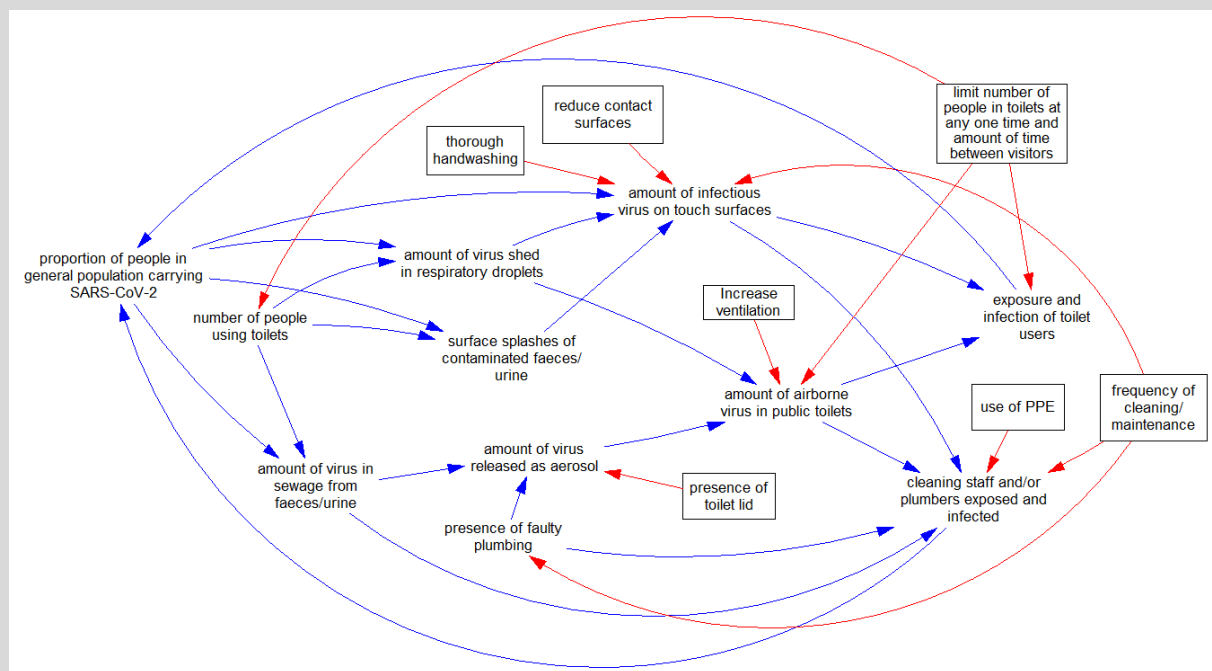 reduce contact
surfaces
limit number of
people in toilets at
any one time and
amount of time
between visitors
thorough
handwashing
amount of infectious
virus on touch surfaces
proportion of people in
general population carrying
SARS-CoV-2
amount of virus shed
in respiratory droplets
number of people
using toilets
Increase
ventilation
exposure and
infection of toilet
users
surface splashes of
contaminated faeces/
urine
amount of airborne
virus in public toilets
use of PPE
frequency of
cleaning/
maintenance
amount of virus
released as aerosol
amount of virus in
sewage from
faeces/urine
presence of
toilet lid
cleaning staff and/or
plumbers exposed and
infected
presence of faulty
plumbing